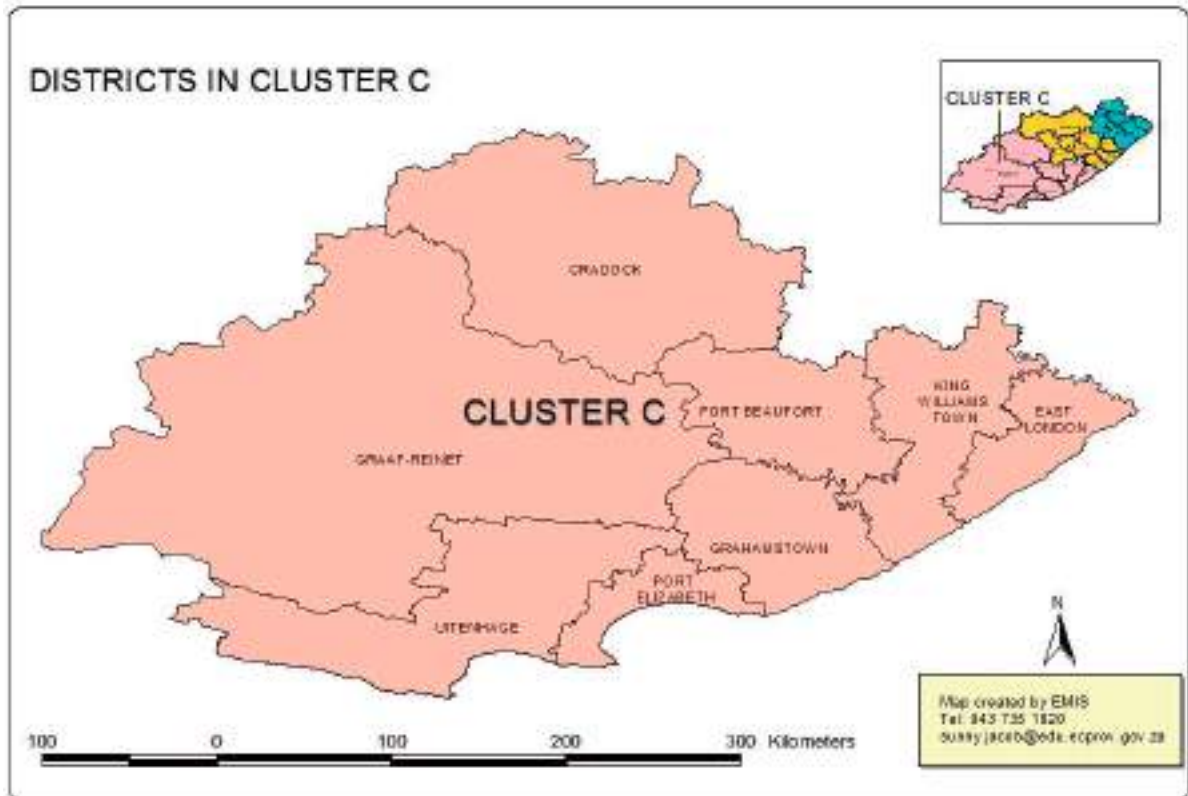 DISTRICTS IN CLUSTER C
CLUSTER C
CRADOCK
KING
WILLIAMS
TOWN
EAST
LONDON
FORT BEAUFORT
CLUSTER C
GRAAF-REINET
GRAHAMSTOWN
PORT
ELIZABETH
UITENHAGE
N
100 0 100 200 300 Kilometers
Map created by EMIS
Tel: 043 735 1820
sunny.jacob@edu.ecprov.gov.za